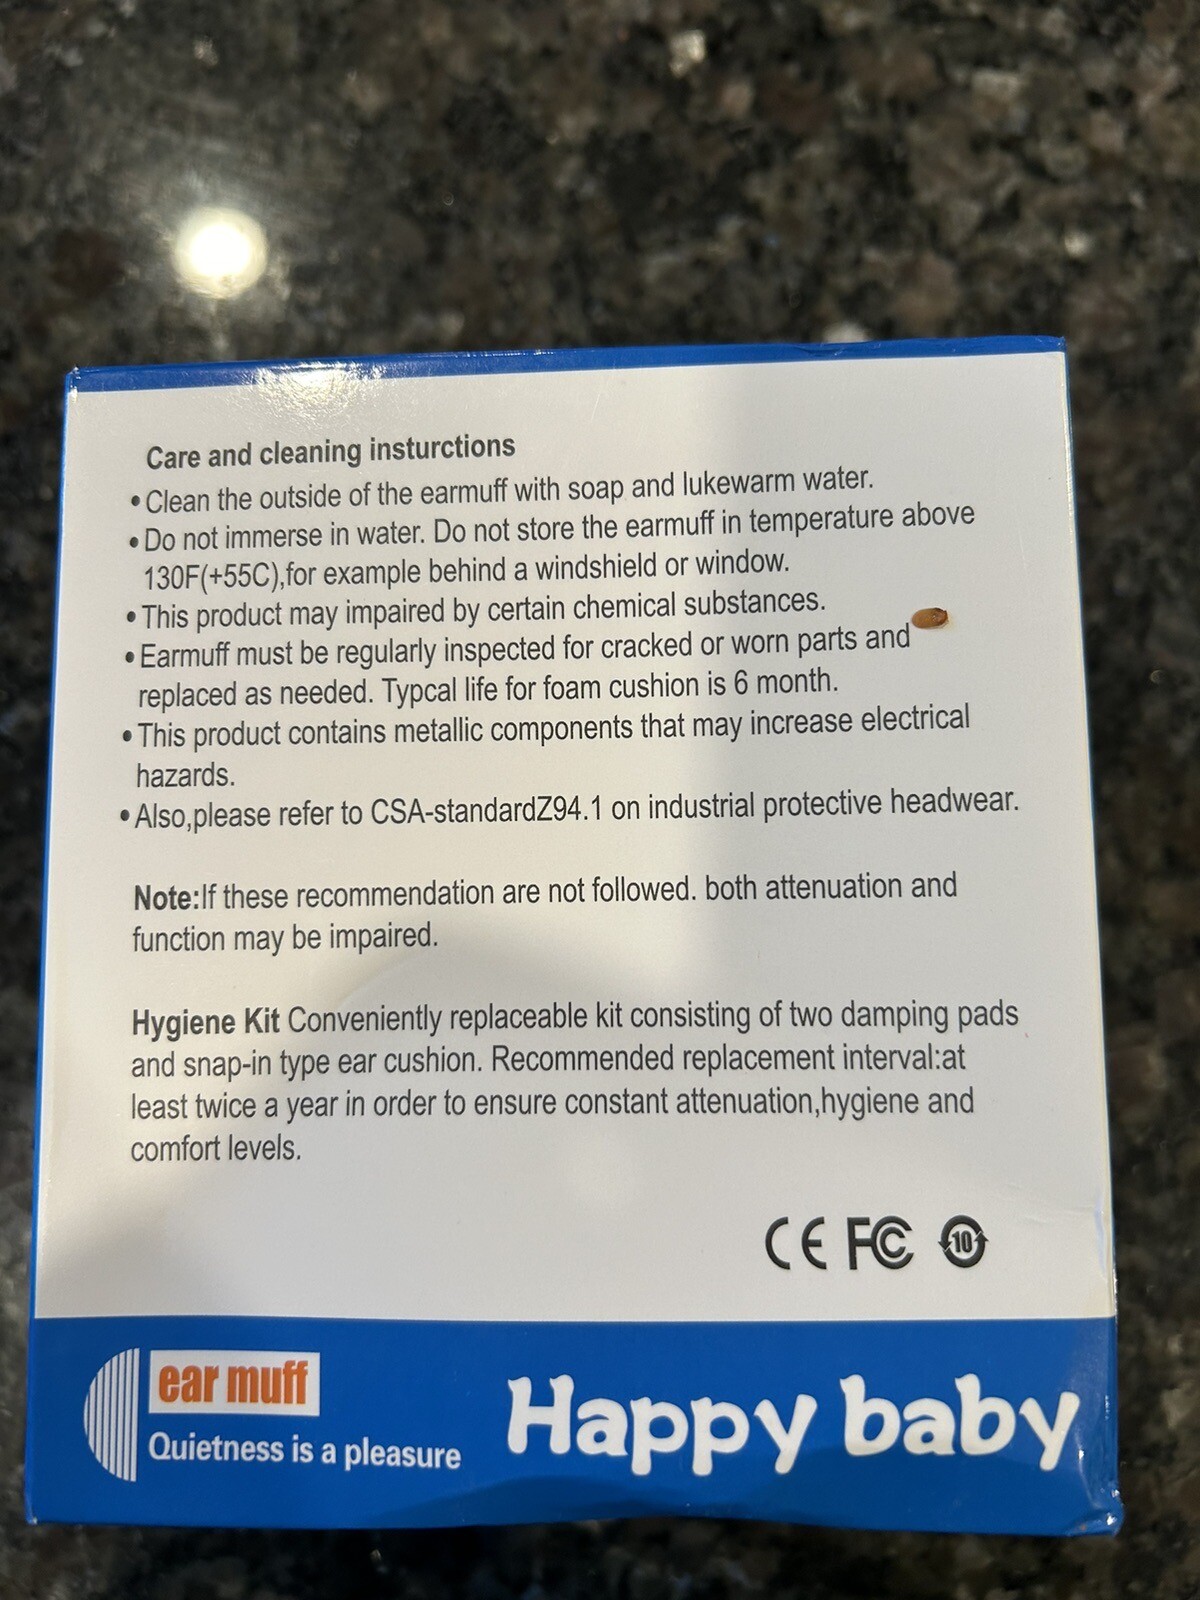 Care and cleaning insturctions
•Clean the outside of the earmuff with soap and lukewarm water.
•Do not immerse in water. Do not store the earmuff in temperature above
130F(+55C),for example behind a windshield or window.
•This product may impaired by certain chemical substances.
•Earmuff must be regularly inspected for cracked or worn parts and
replaced as needed. Typcal life for foam cushion is 6 month.
•This product contains metallic components that may increase electrical
hazards.
•Also,please refer to CSA-standardZ94.1 on industrial protective headwear.
Note:If these recommendation are not followed. both attenuation and
function may be impaired.
Hygiene Kit Conveniently replaceable kit consisting of two damping pads
and snap-in type ear cushion. Recommended replacement interval:at
least twice a year in order to ensure constant attenuation,hygiene and
comfort levels.
CE FC 10
ear muff
Quietness is a pleasure
Happy baby